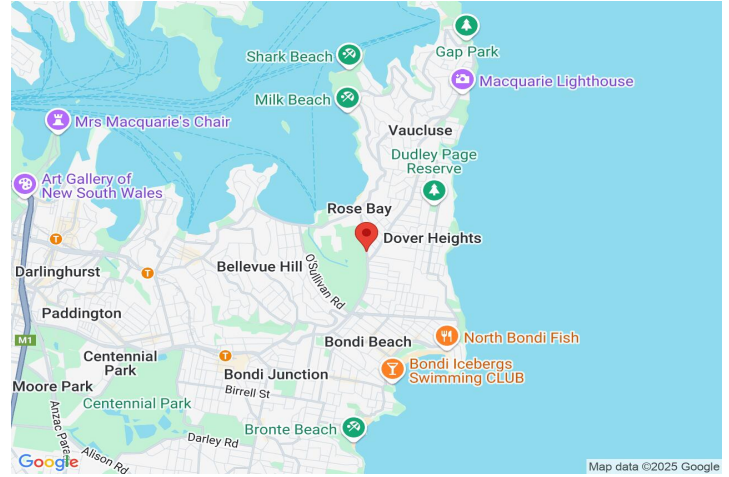 Gap Park
Shark Beach
Macquarie Lighthouse
Milk Beach
Mrs Macquarie's Chair
Vaucluse
Dudley Page
Reserve
Art Gallery of
New South Wales
Rose Bay
T
Dover Heights
Darlinghurst
T
Bellevue Hill
O'Sullivan Rd
Paddington
M1
Bondi Beach
North Bondi Fish
Centennial
Park
T
Bondi Icebergs
Swimming CLUB
Moore Park
Bondi Junction
Birrell St
Centennial Park
Anzac Para
Bronte Beach
Darley Rd
Alison Rd
Google
Map data ©2025 Google